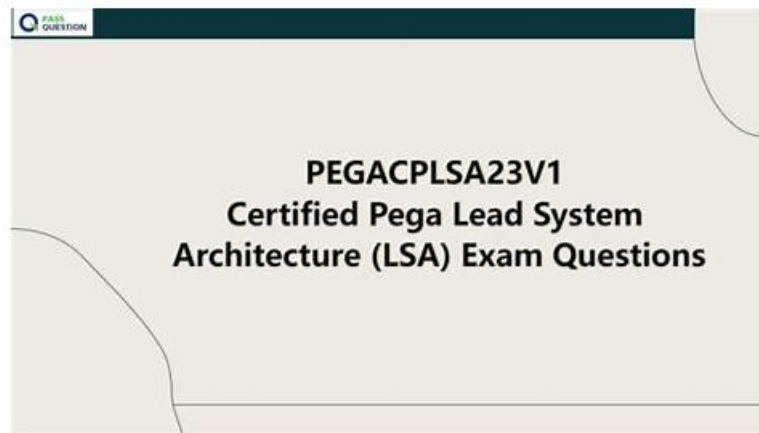 PASS
QUESTION
PEGACPLSA23V1
Certified Pega Lead System
Architecture (LSA) Exam Questions